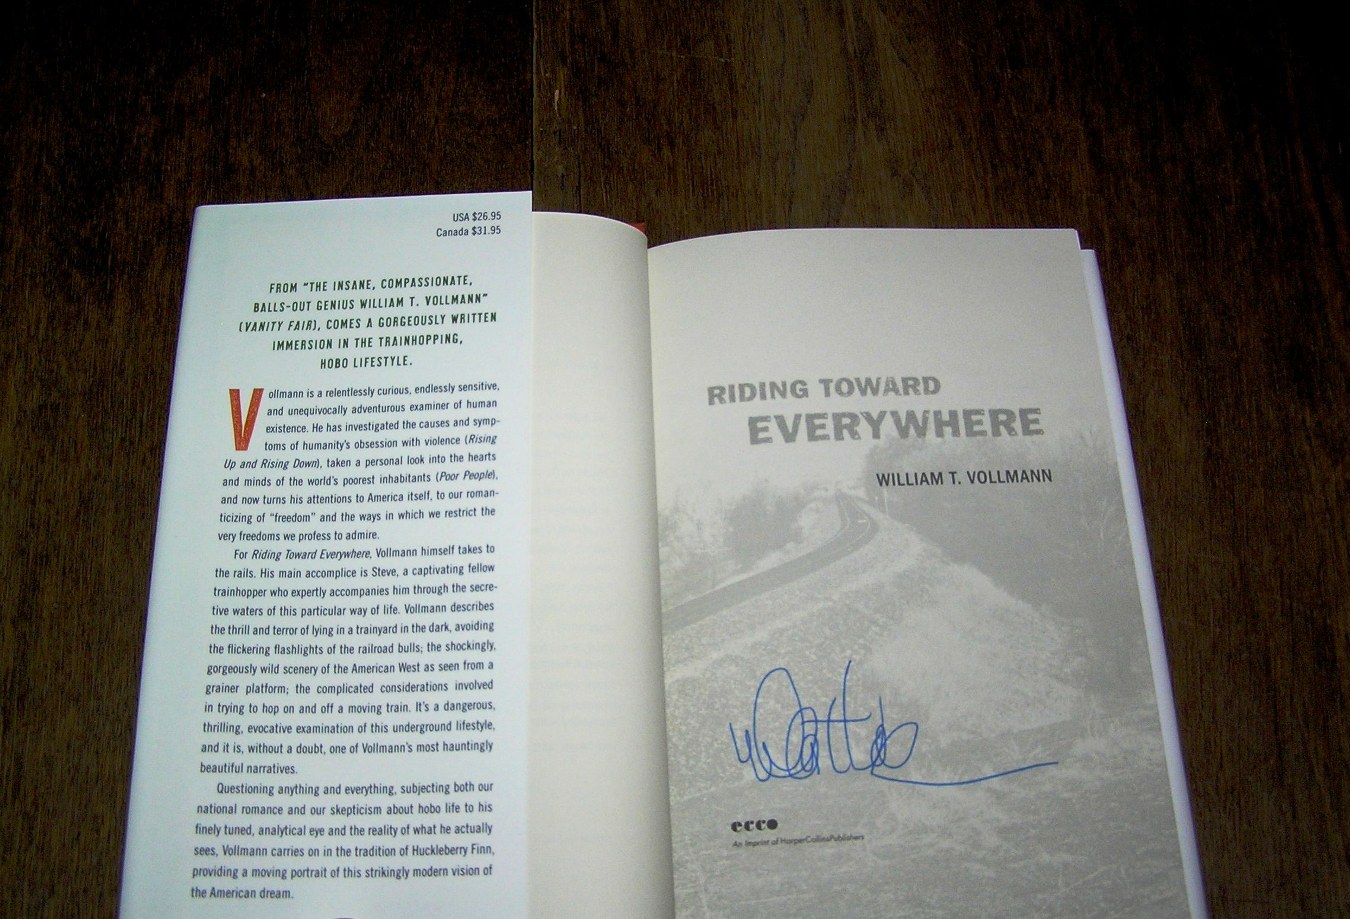 USA $26.95
Canada $31.95
FROM "THE INSANE, COMPASSIONATE,
BALLS-OUT GENIUS WILLIAM T. VOLLMANN"
(VANITY FAIR), COMES A GORGEOUSLY WRITTEN
IMMERSION IN THE TRAINHOPPING,
HOBO LIFESTYLE.
Vollmann is a relentlessly curious, endlessly sensitive,
and unequivocally adventurous examiner of human
existence. He has investigated the causes and symp-
toms of humanity's obsession with violence (Rising
Up and Rising Down), taken a personal look into the hearts
and minds of the world's poorest inhabitants (Poor People),
and now turns his attentions to America itself, to our roman-
ticizing of "freedom" and the ways in which we restrict the
very freedoms we profess to admire.
For Riding Toward Everywhere, Vollmann himself takes to
the rails. His main accomplice is Steve, a captivating fellow
trainhopper who expertly accompanies him through the secre-
tive waters of this particular way of life. Vollmann describes
the thrill and terror of lying in a trainyard in the dark, avoiding
the flickering flashlights of the railroad bulls; the shockingly,
gorgeously wild scenery of the American West as seen from a
grainer platform; the complicated considerations involved
in trying to hop on and off a moving train. It's a dangerous,
thrilling, evocative examination of this underground lifestyle,
and it is, without a doubt, one of Vollmann's most hauntingly
beautiful narratives.
Questioning anything and everything, subjecting both our
national romance and our skepticism about hobo life to his
finely tuned, analytical eye and the reality of what he actually
sees, Vollmann carries on in the tradition of Huckleberry Finn,
providing a moving portrait of this strikingly modern vision of
the American dream.
RIDING TOWARD
EVERYWHERE
WILLIAM T. VOLLMANN
ecco
An Imprint of HarperCollinsPublishers